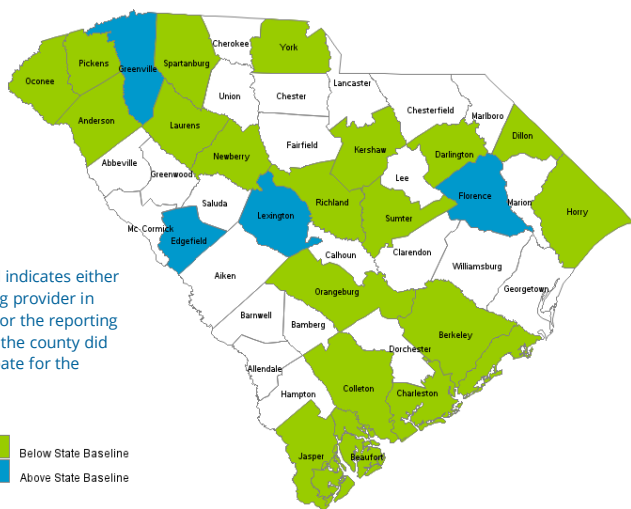 Cherokee
York
Spartanburg
Greenville
Pickens
Oconee
Lancaster
Union
Chester
Chesterfield
Marlboro
Anderson
Laurens
Dillon
Fairfield
Kershaw
Darlington
Newberry
Abbeville
Greenwood
Lee
Florence
Marion
Saluda
Richland
Horry
Lexington
Sumter
Mc Cormick
Edgefield
Calhoun
Clarendon
Williamsburg
Aiken
Georgetown
indicates either
g provider in
or the reporting
the county did
ate for the
Orangeburg
Barnwell
Bamberg
Berkeley
Dorchester
Allendale
Colleton
Charleston
Hampton
Jasper
Beaufort
Below State Baseline
Above State Baseline